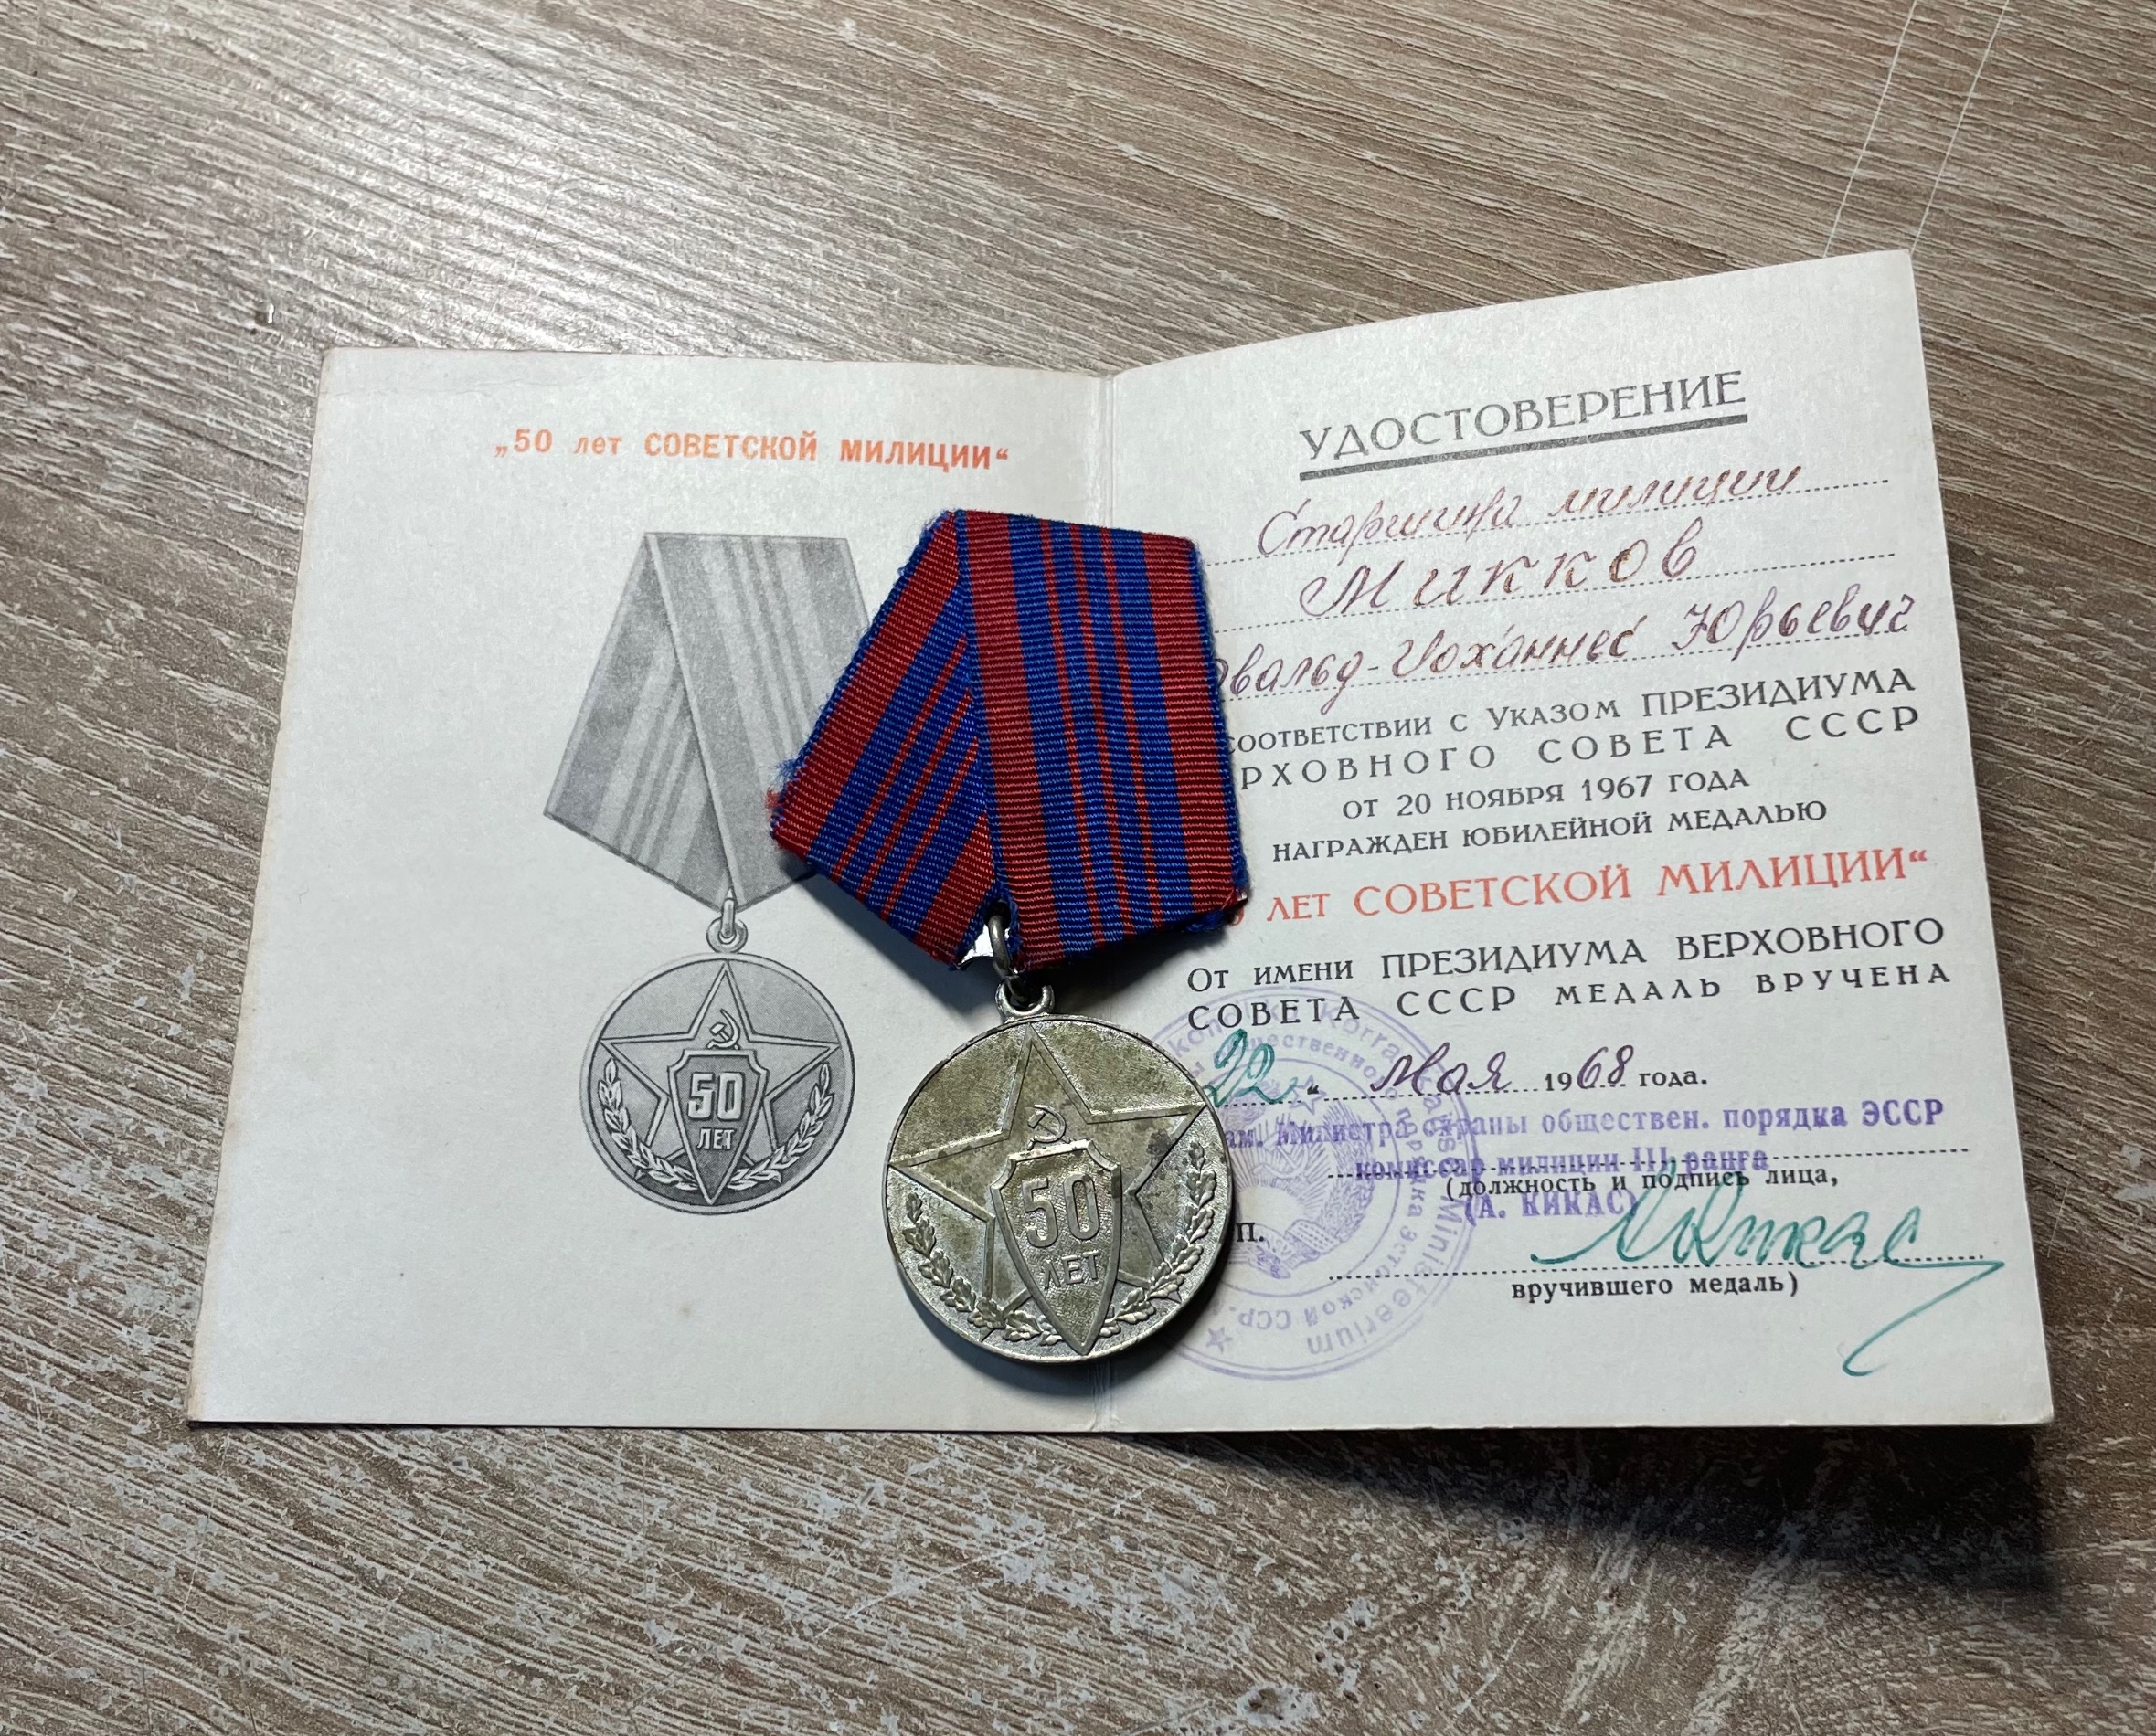 „50 лет СОВЕТСКОЙ МИЛИЦИИ“
50
ЛЕТ
50
ЛЕТ
УДОСТОВЕРЕНИЕ
Старшина милиции
Микков
Юрьевич
С УКАЗОМ ПРЕЗИДИУМА
СОВЕТА СССР
ОТ 20 НОЯБРЯ 1967 ГОДА
НАГРАЖДЕН ЮБИЛЕЙНОЙ МЕДАЛЬЮ
ЛЕТ СОВЕТСКОЙ МИЛИЦИИ“
ОТ ИМЕНИ ПРЕЗИДИУМА ВЕРХОВНОГО
СОВЕТА СССР МЕДАЛЬ ВРУЧЕНА
22 “ Мая 1968 года.
Министра охраны обществен. порядка ЭССР
комиссар милиции III ранга
(должность и подпись лица,
(А. КИКАС)
П.
вручившего медаль)